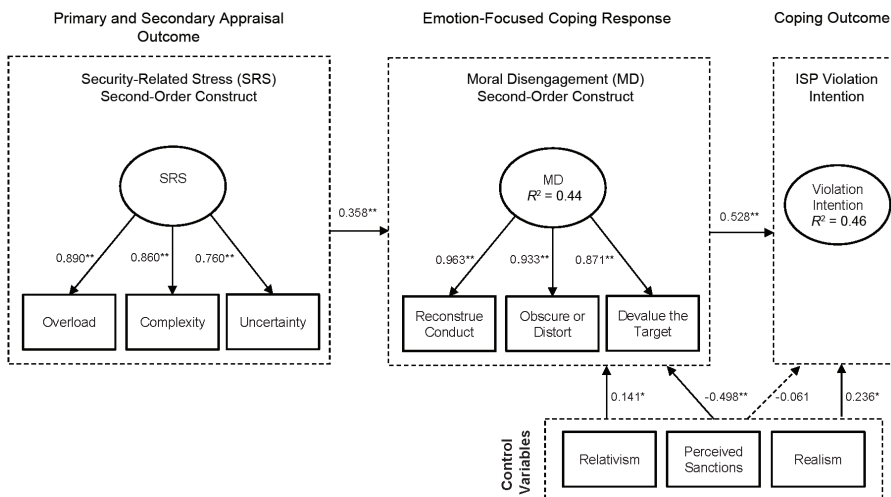 Primary and Secondary Appraisal
Outcome
Emotion-Focused Coping Response
Coping Outcome
Security-Related Stress (SRS)
Second-Order Construct
Moral Disengagement (MD)
Second-Order Construct
ISP Violation
Intention
SRS
MD
R² = 0.44
Violation
Intention
R² = 0.46
0.358**
0.528**
0.890**
0.860**
0.760**
0.963**
0.933**
0.871**
Overload
Complexity
Uncertainty
Reconstrue
Conduct
Obscure or
Distort
Devalue the
Target
0.141*
-0.498**
-0.061
0.236*
Control
Variables
Relativism
Perceived
Sanctions
Realism